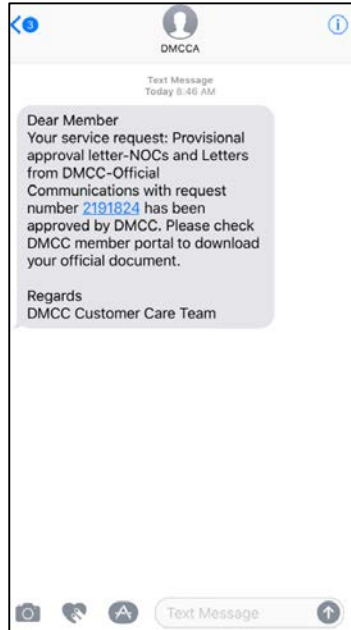 3
DMCCA
Text Message
Today 8:46 AM
Dear Member
Your service request: Provisional
approval letter-NOCs and Letters
from DMCC-Official
Communications with request
number 2191824 has been
approved by DMCC. Please check
DMCC member portal to download
your official document.
Regards
DMCC Customer Care Team
Text Message